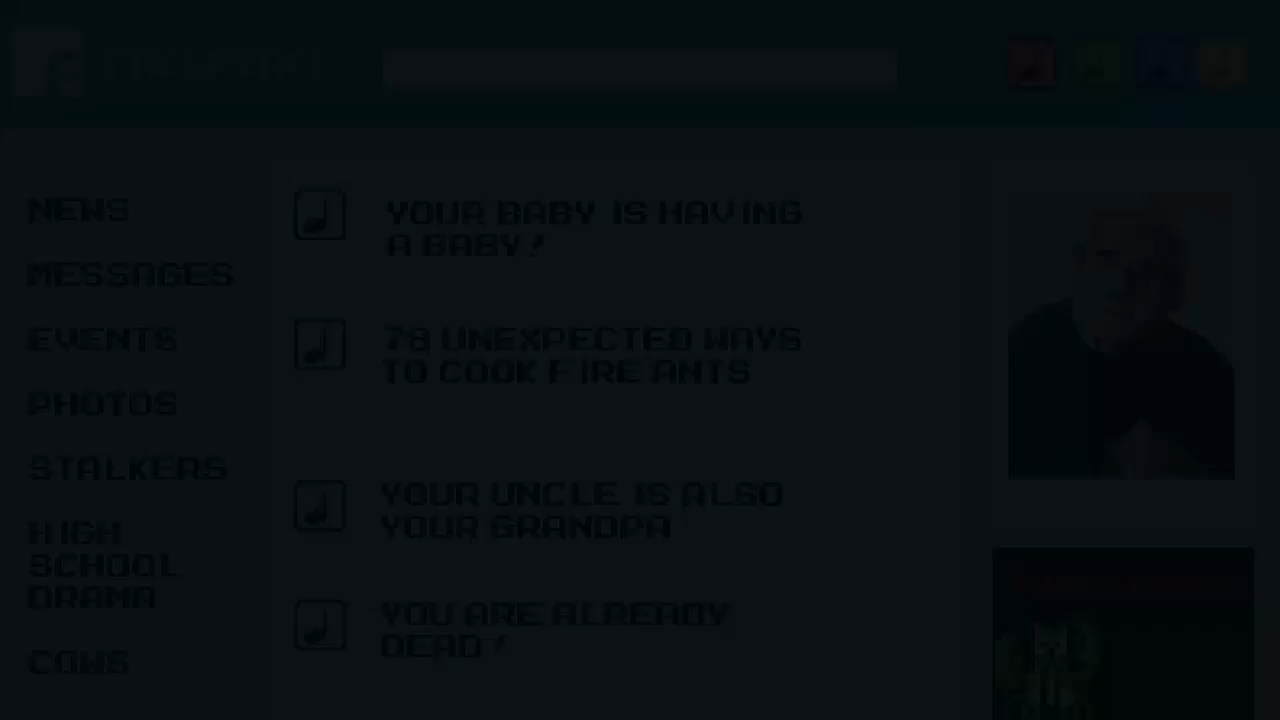 NEWS
MESSAGES
EVENTS
PHOTOS
STALKERS
HIGH
SCHOOL
DRAMA
COWS
YOUR BABY IS HAVING
A BABY!
78 UNEXPECTED WAYS
TO COOK FIRE ANTS
YOUR UNCLE IS ALSO
YOUR GRANDPA
YOU ARE ALREADY
DEAD!